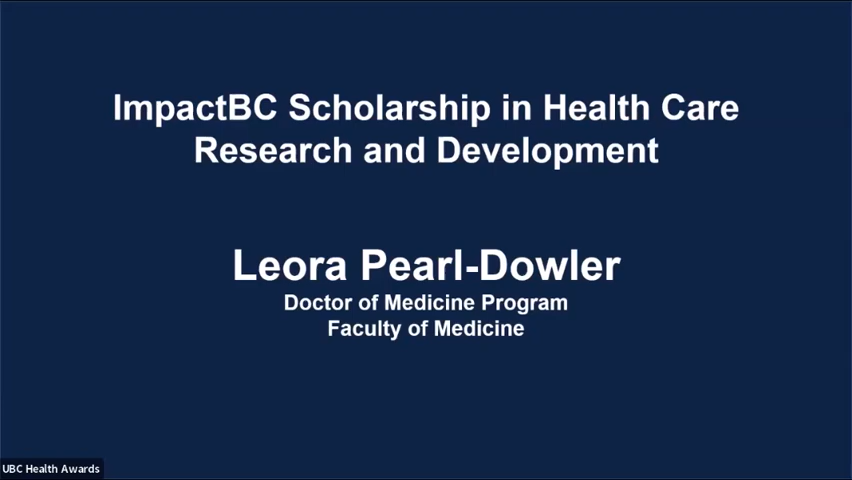 ImpactBC Scholarship in Health Care
Research and Development
Leora Pearl-Dowler
Doctor of Medicine Program
Faculty of Medicine
UBC Health Awards